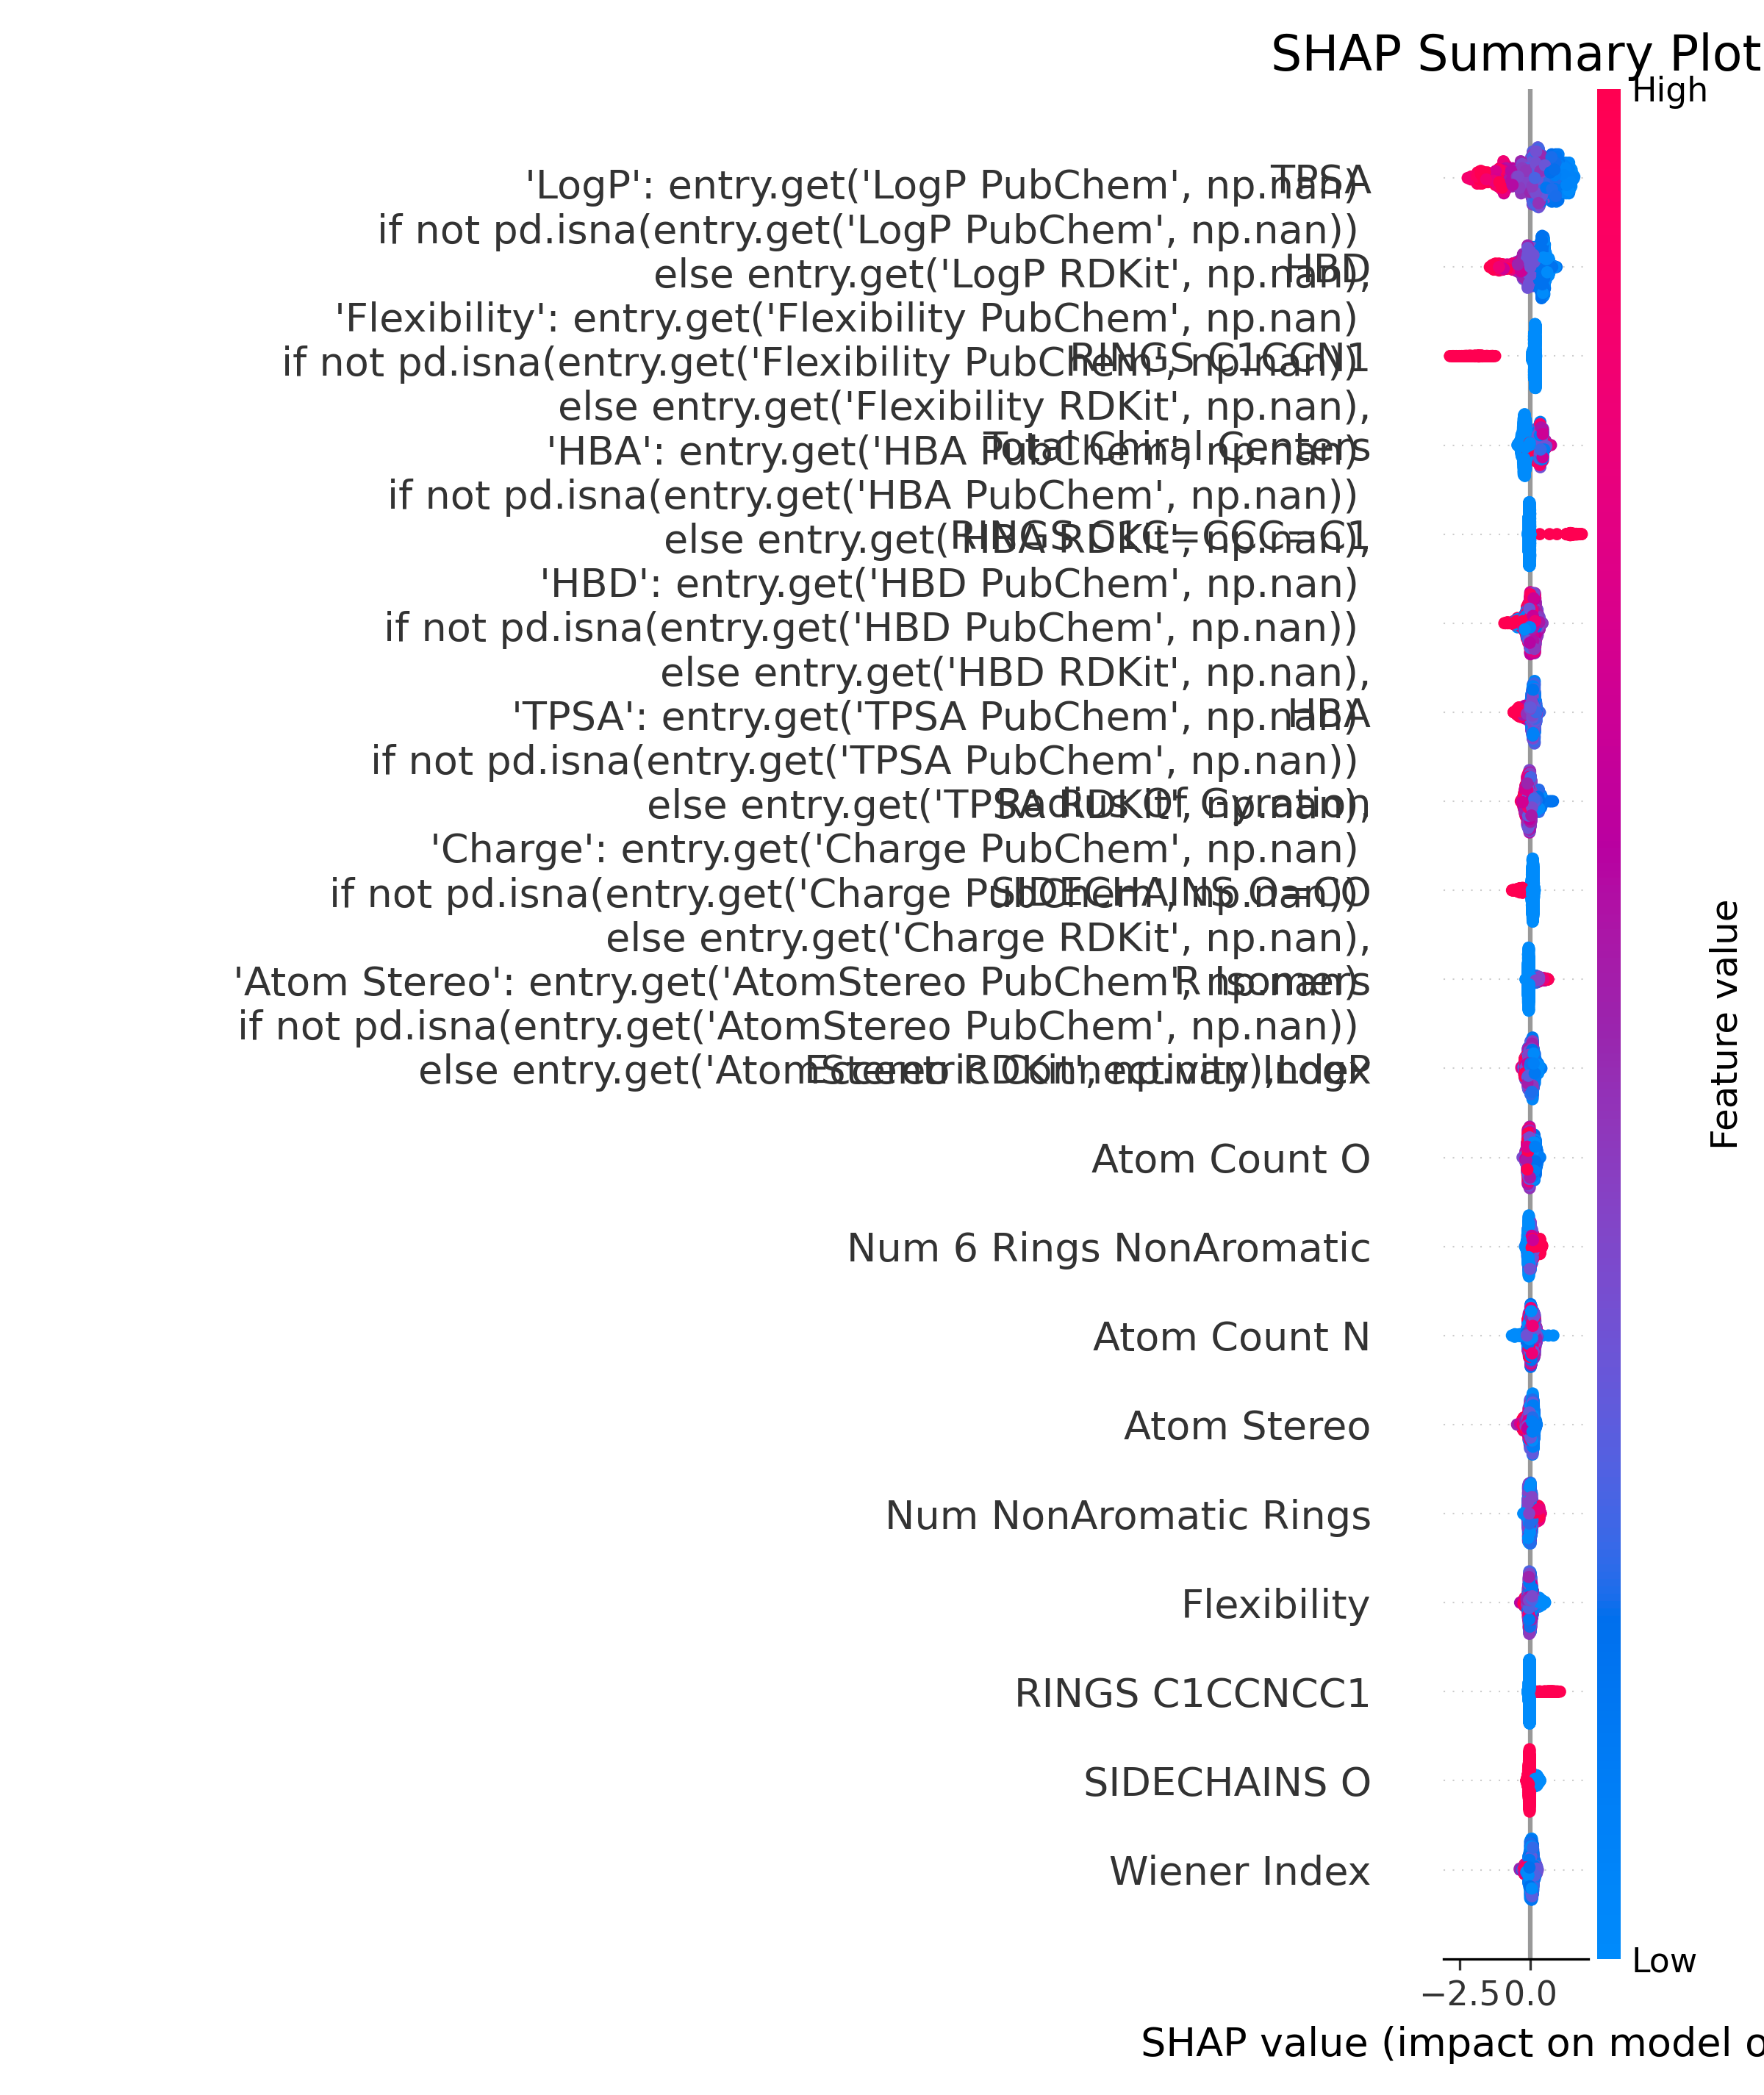 SHAP Summary Plot
High
TPSA
'LogP': entry.get('LogP PubChem', np.nan)
if not pd.isna(entry.get('LogP PubChem', np.nan))
HBD
else entry.get('LogP RDKit', np.nan),
'Flexibility': entry.get('Flexibility PubChem', np.nan)
RINGS C1CCN1
if not pd.isna(entry.get('Flexibility PubChem', np.nan))
else entry.get('Flexibility RDKit', np.nan),
Total Chiral Centers
'HBA': entry.get('HBA PubChem', np.nan)
if not pd.isna(entry.get('HBA PubChem', np.nan))
RINGS C1C=CCC=C1
else entry.get('HBA RDKit', np.nan),
'HBD': entry.get('HBD PubChem', np.nan)
if not pd.isna(entry.get('HBD PubChem', np.nan))
else entry.get('HBD RDKit', np.nan),
HBA
'TPSA': entry.get('TPSA PubChem', np.nan)
if not pd.isna(entry.get('TPSA PubChem', np.nan))
Radius Of Gyration
else entry.get('TPSA RDKit', np.nan),
'Charge': entry.get('Charge PubChem', np.nan)
SIDECHAINS O=CO
if not pd.isna(entry.get('Charge PubChem', np.nan))
else entry.get('Charge RDKit', np.nan),
R Isomers
'Atom Stereo': entry.get('AtomStereo PubChem', np.nan)
if not pd.isna(entry.get('AtomStereo PubChem', np.nan))
Eccentric Connectivity Index
else entry.get('AtomStereo RDKit', np.nan),LogP
Atom Count O
Num 6 Rings NonAromatic
Atom Count N
Atom Stereo
Num NonAromatic Rings
Flexibility
RINGS C1CCNCC1
SIDECHAINS O
Wiener Index
Feature value
Low
−2.5 0.0
SHAP value (impact on model o